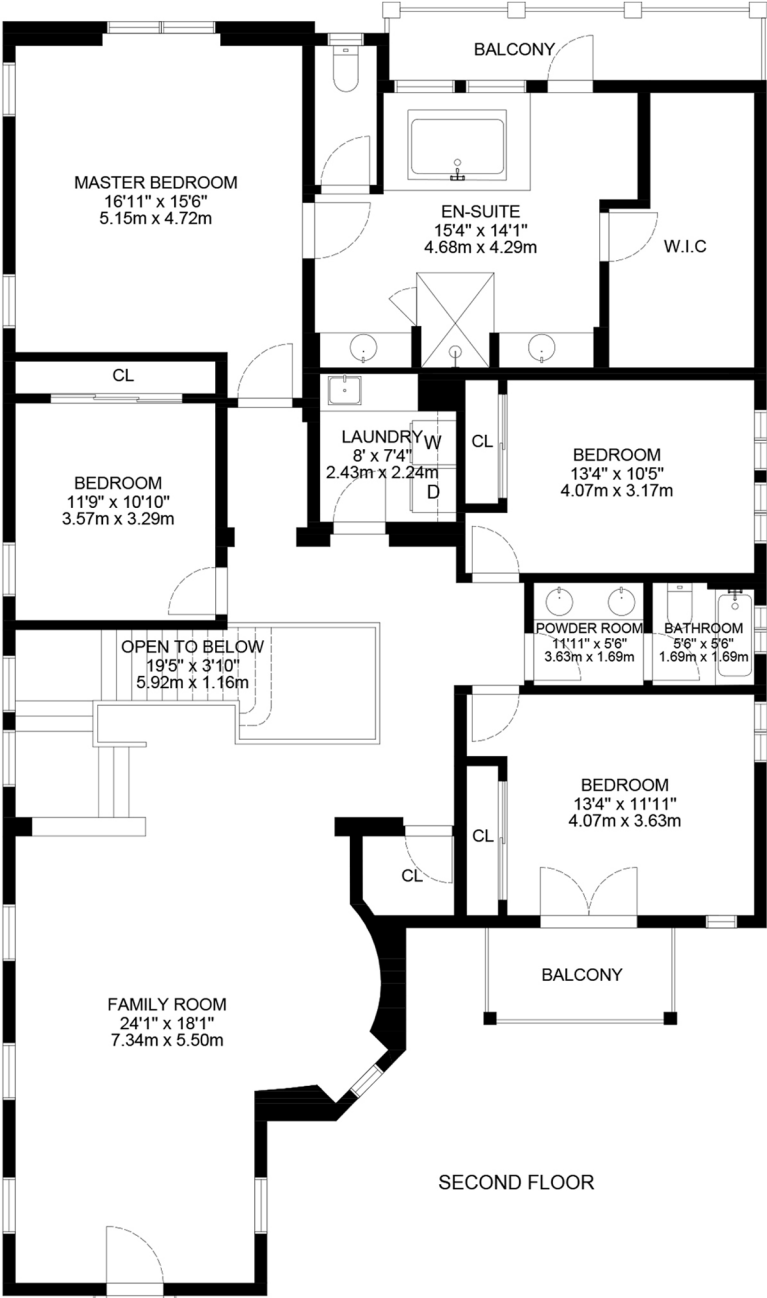 BALCONY
MASTER BEDROOM
16'11" x 15'6"
5.15m x 4.72m
EN-SUITE
15'4" x 14'1"
4.68m x 4.29m
W.I.C
CL
LAUNDRY
8' x 7'4"
2.43m x 2.24m
W
D
CL
BEDROOM
13'4" x 10'5"
4.07m x 3.17m
BEDROOM
11'9" x 10'10"
3.57m x 3.29m
POWDER ROOM
11'11" x 5'6"
3.63m x 1.69m
BATHROOM
5'6" x 5'6"
1.69m x 1.69m
OPEN TO BELOW
19'5" x 3'10"
5.92m x 1.16m
BEDROOM
13'4" x 11'11"
4.07m x 3.63m
CL
CL
BALCONY
FAMILY ROOM
24'1" x 18'1"
7.34m x 5.50m
SECOND FLOOR